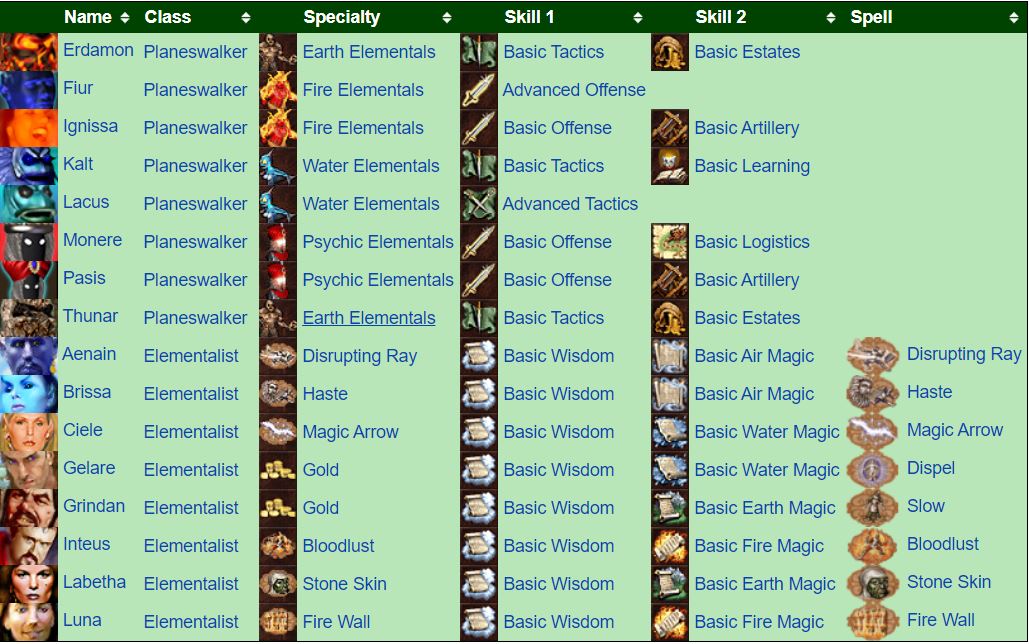 Name Class Specialty Skill 1 Skill 2 Spell
Erdamon Planeswalker Earth Elementals Basic Tactics Basic Estates
Fiur Planeswalker Fire Elementals Advanced Offense
Ignissa Planeswalker Fire Elementals Basic Offense Basic Artillery
Kalt Planeswalker Water Elementals Basic Tactics Basic Learning
Lacus Planeswalker Water Elementals Advanced Tactics
Monere Planeswalker Psychic Elementals Basic Offense Basic Logistics
Pasis Planeswalker Psychic Elementals Basic Offense Basic Artillery
Thunar Planeswalker Earth Elementals Basic Tactics Basic Estates
Aenain Elementalist Disrupting Ray Basic Wisdom Basic Air Magic Disrupting Ray
Brissa Elementalist Haste Basic Wisdom Basic Air Magic Haste
Ciele Elementalist Magic Arrow Basic Wisdom Basic Water Magic Magic Arrow
Gelare Elementalist Gold Basic Wisdom Basic Water Magic Dispel
Grindan Elementalist Gold Basic Wisdom Basic Earth Magic Slow
Inteus Elementalist Bloodlust Basic Wisdom Basic Fire Magic Bloodlust
Labetha Elementalist Stone Skin Basic Wisdom Basic Earth Magic Stone Skin
Luna Elementalist Fire Wall Basic Wisdom Basic Fire Magic Fire Wall